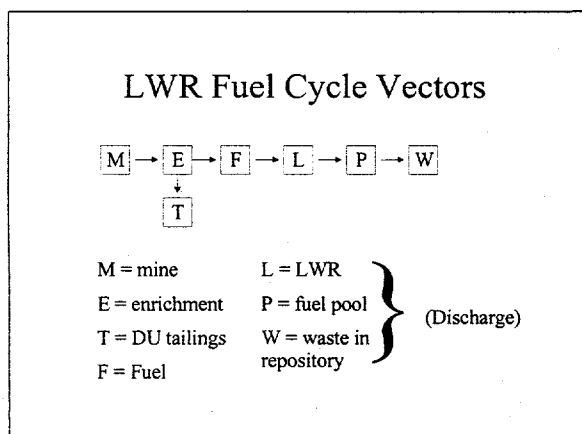 LWR Fuel Cycle Vectors
M → E → F → L → P → W
↓
T
M = mine
E = enrichment
T = DU tailings
F = Fuel
L = LWR
P = fuel pool
W = waste in
repository
(Discharge)